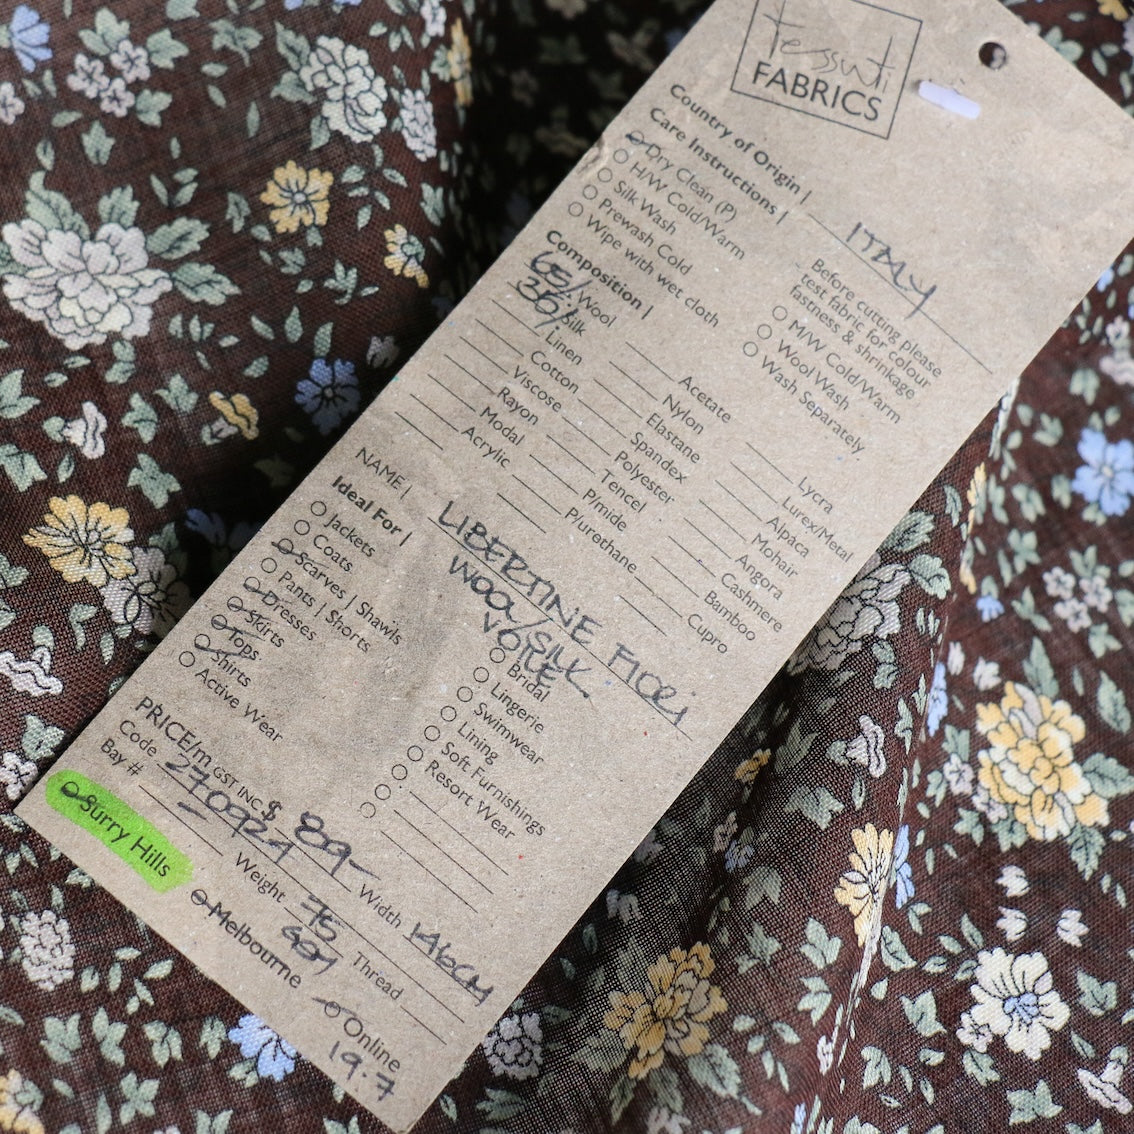 Tessuti
FABRICS
Country of Origin | ITALY
Care Instructions |
Dry Clean (P)
H/W Cold/Warm
Silk Wash
Prewash Cold
Wipe with wet cloth
Before cutting please
test fabric for colour
fastness & shrinkage
M/W Cold/Warm
Wool Wash
Wash Separately
Composition |
65% Wool
35% Silk
Linen
Cotton
Viscose
Rayon
Modal
Acrylic
Acetate
Nylon
Elastane
Spandex
Polyester
Tencel
P/mide
P/urethane
Lycra
Lurex/Metal
Alpaca
Mohair
Angora
Cashmere
Bamboo
Cupro
NAME | LIBERTINE FIORI
WOOL/SILK
VOILE
Ideal For |
Jackets
Coats
Scarves | Shawls
Pants | Shorts
Dresses
Skirts
Tops
Shirts
Active Wear
Bridal
Lingerie
Swimwear
Lining
Soft Furnishings
Resort Wear
PRICE/m GST INC $ 89- Width 146cm
Code Weight 75 Thread
Bay #
Surry Hills
Melbourne
Online
19.7